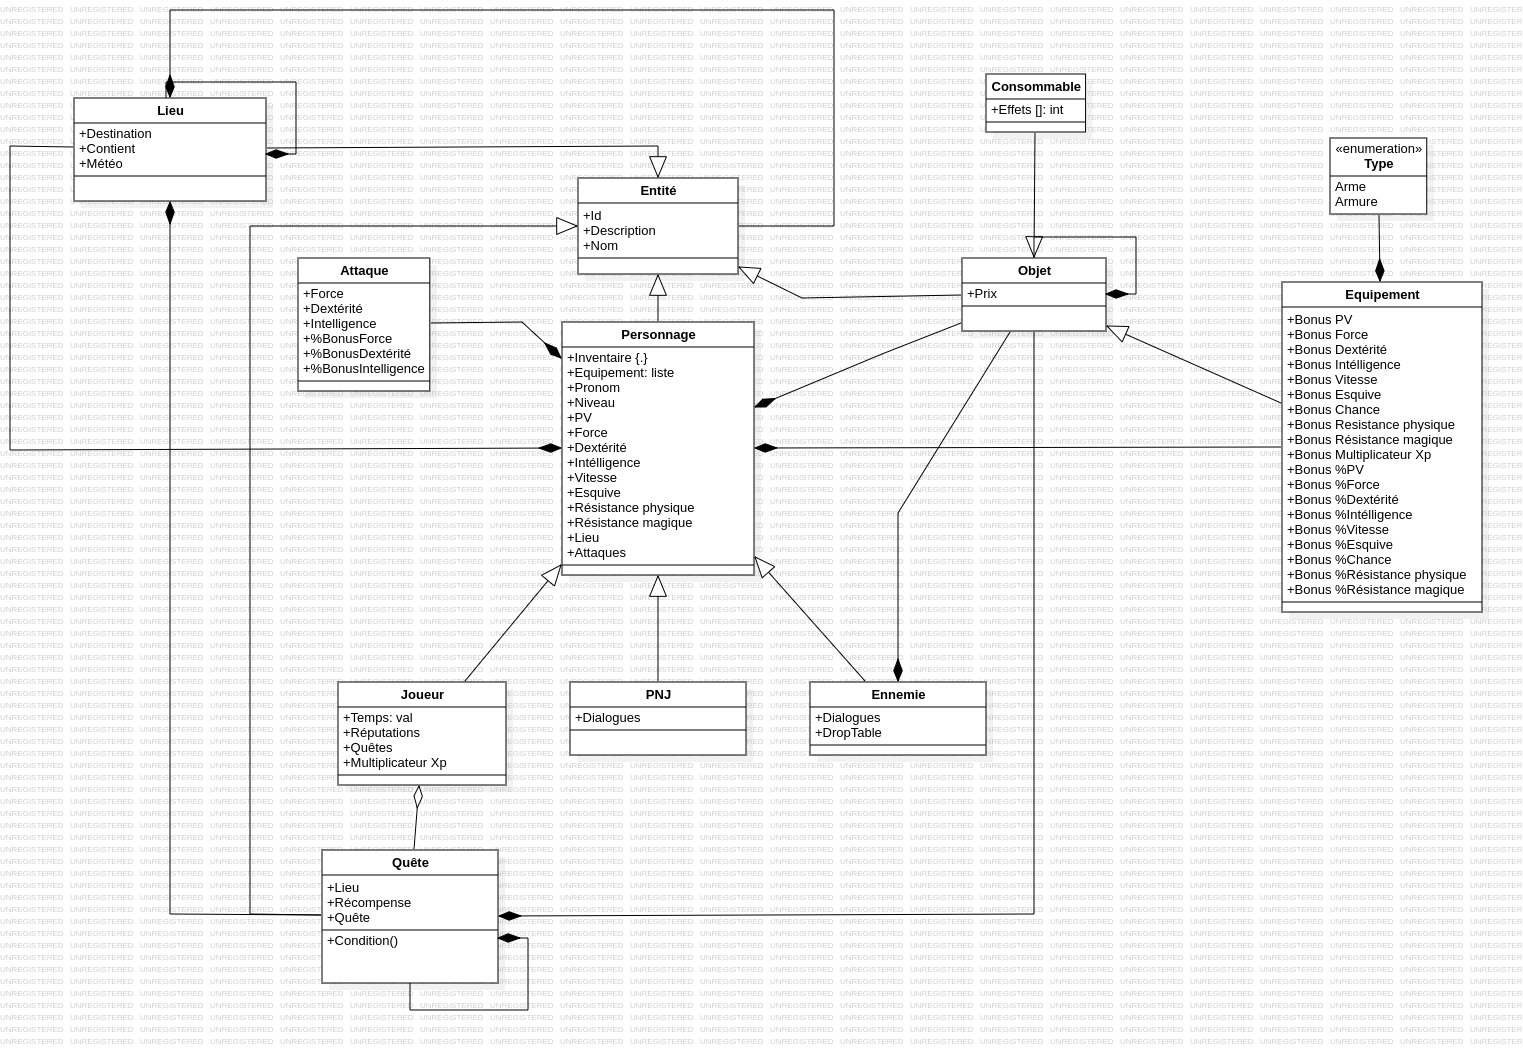 Lieu
+Destination
+Contient
+Météo
Entité
+Id
+Description
+Nom
Consommable
+Effets []: int
«enumeration»
Type
Arme
Armure
Attaque
+Force
+Dextérité
+Intelligence
+%BonusForce
+%BonusDextérité
+%BonusIntelligence
Objet
+Prix
Personnage
+Inventaire {.}
+Equipement: liste
+Pronom
+Niveau
+PV
+Force
+Dextérité
+Intélligence
+Vitesse
+Esquive
+Résistance physique
+Résistance magique
+Lieu
+Attaques
Equipement
+Bonus PV
+Bonus Force
+Bonus Dextérité
+Bonus Intélligence
+Bonus Vitesse
+Bonus Esquive
+Bonus Chance
+Bonus Resistance physique
+Bonus Résistance magique
+Bonus Multiplicateur Xp
+Bonus %PV
+Bonus %Force
+Bonus %Dextérité
+Bonus %Intélligence
+Bonus %Vitesse
+Bonus %Esquive
+Bonus %Chance
+Bonus %Résistance physique
+Bonus %Résistance magique
Joueur
+Temps: val
+Réputations
+Quêtes
+Multiplicateur Xp
PNJ
+Dialogues
Ennemie
+Dialogues
+DropTable
Quête
+Lieu
+Récompense
+Quête
+Condition()
UNREGISTERED